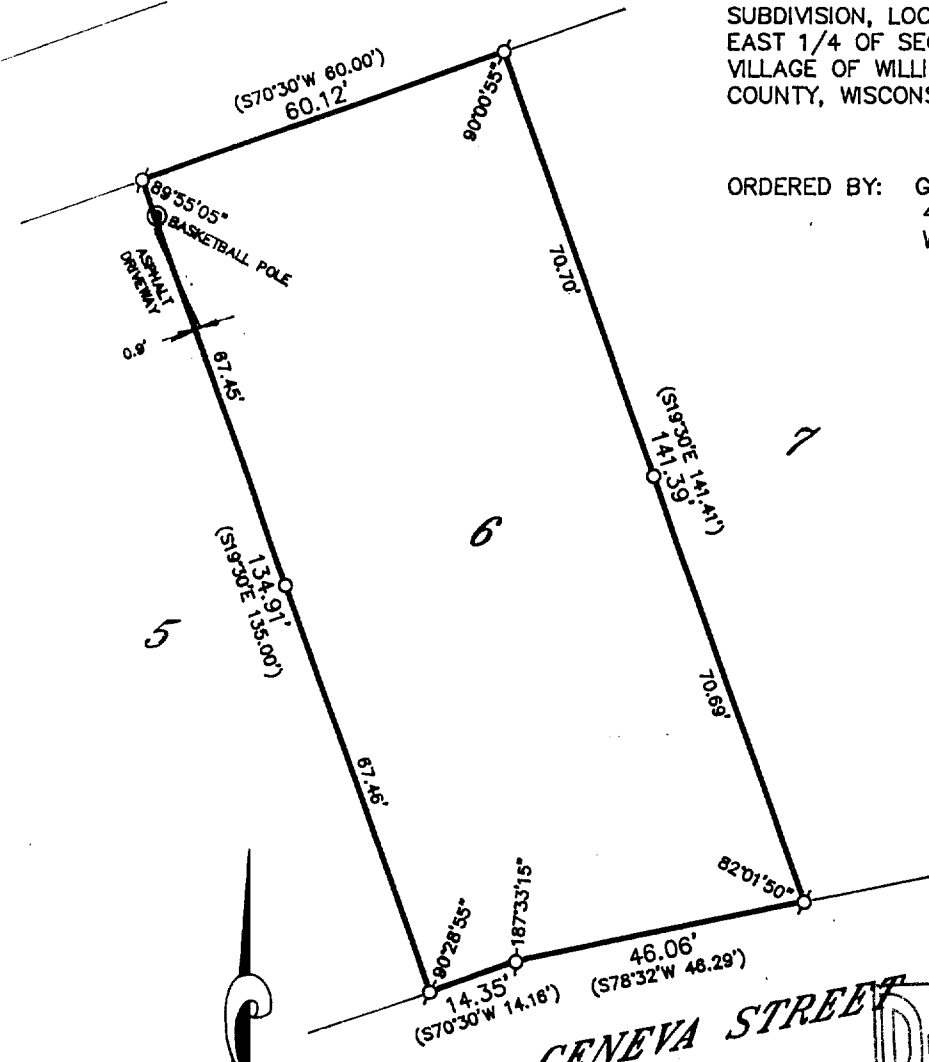 SUBDIVISION, LOC
EAST 1/4 OF SE
VILLAGE OF WILLI
COUNTY, WISCONS
ORDERED BY: G
(S70°30'W 60.00')
60.12'
90°00'55"
89°55'05"
BASKETBALL POLE
ASPHALT
DRIVEWAY
0.9'
67.45'
70.70'
(S19°30'E 141.41')
141.39'
7
6
134.91'
(S19°30'E 135.00')
5
70.69'
67.46'
82°01'50"
187°33'15"
90°28'55"
46.06'
(S78°32'W 46.29')
14.35'
(S70°30'W 14.16')
GENEVA STREET
D